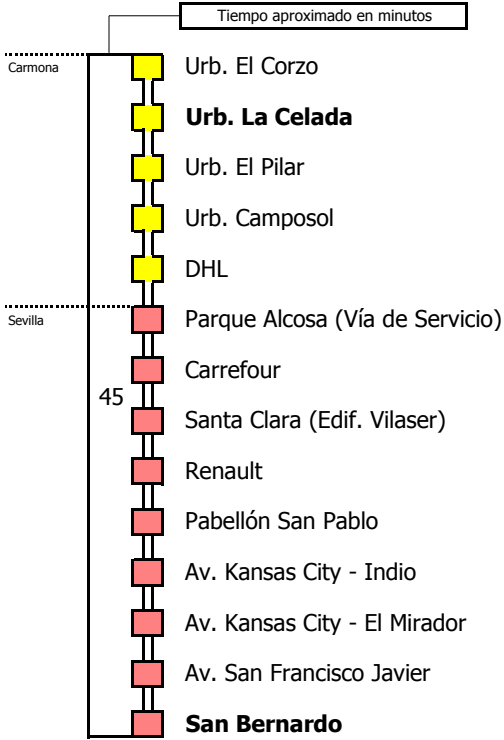 Tiempo aproximado en minutos
Carmona
Urb. El Corzo
Urb. La Celada
Urb. El Pilar
Urb. Camposol
DHL
Sevilla
Parque Alcosa (Vía de Servicio)
Carrefour
45
Santa Clara (Edif. Vilaser)
Renault
Pabellón San Pablo
Av. Kansas City - Indio
Av. Kansas City - El Mirador
Av. San Francisco Javier
San Bernardo